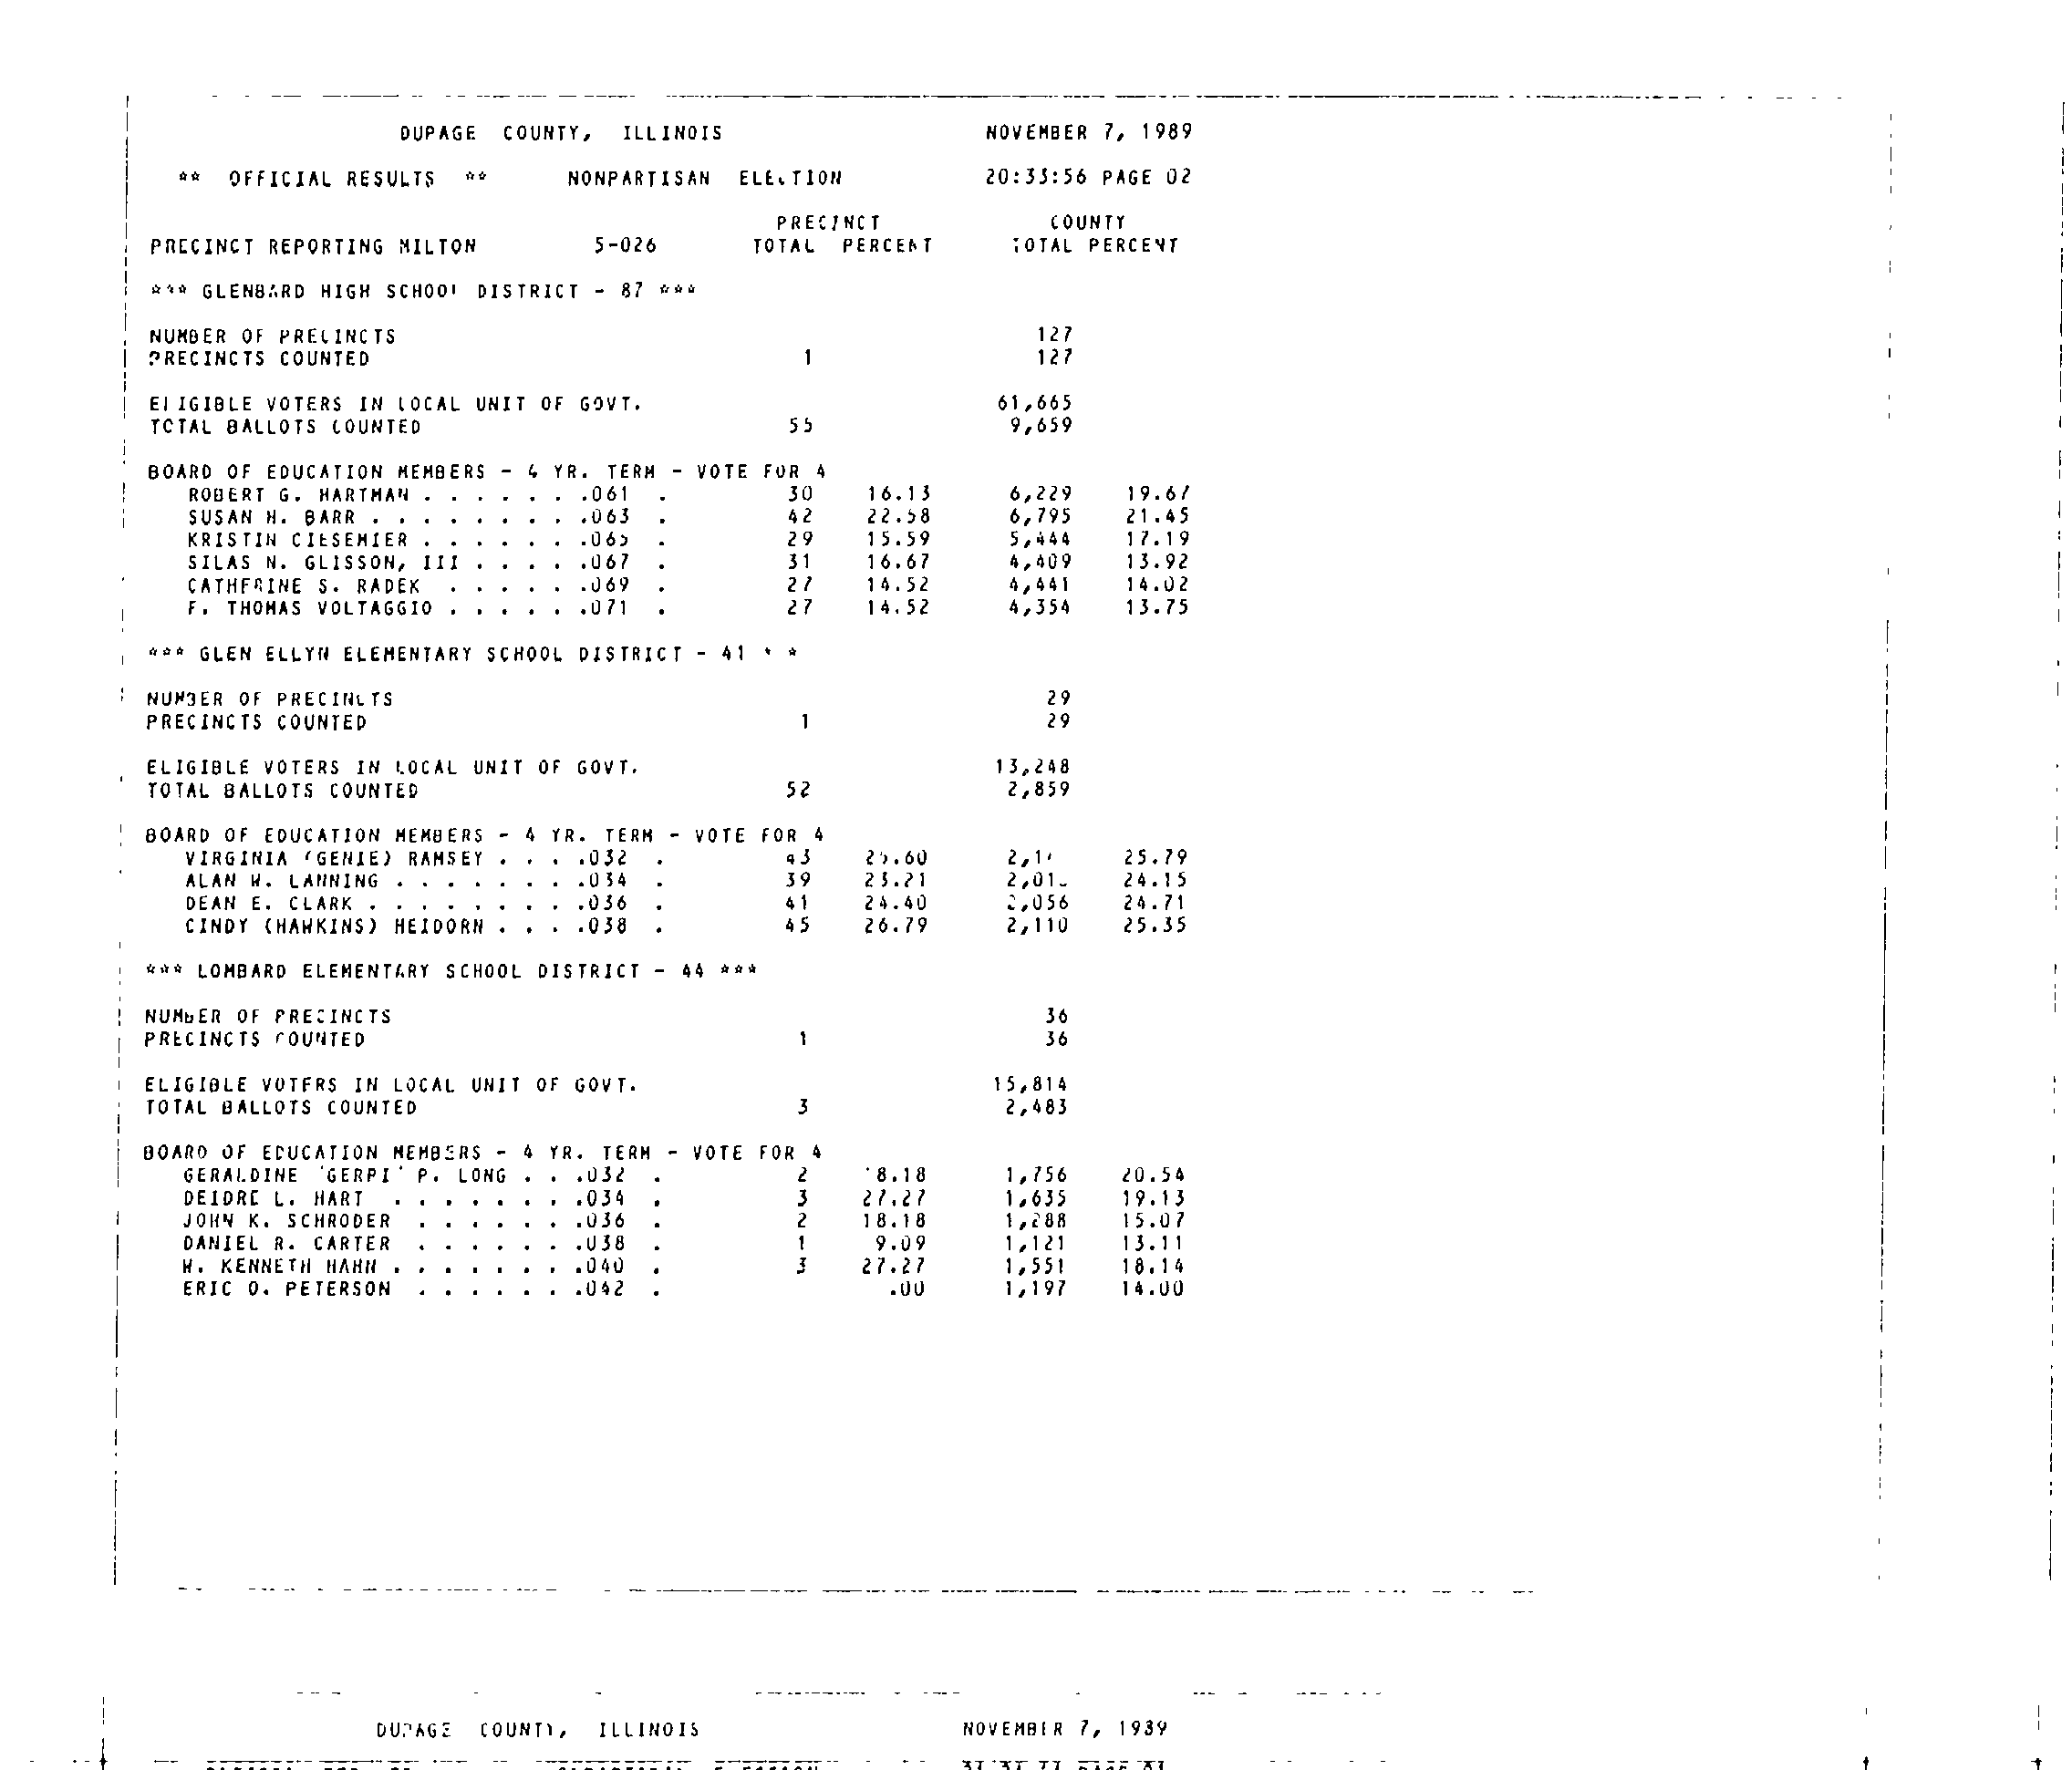 DUPAGE COUNTY, ILLINOIS NOVEMBER 7, 1989
** OFFICIAL RESULTS ** NONPARTISAN ELECTION 20:33:56 PAGE 02
PRECINCT COUNTY
PRECINCT REPORTING MILTON 5-026 TOTAL PERCENT TOTAL PERCENT
*** GLENBARD HIGH SCHOOL DISTRICT - 87 ***
NUMBER OF PRECINCTS 127
PRECINCTS COUNTED 1 127
ELIGIBLE VOTERS IN LOCAL UNIT OF GOVT. 61,665
TOTAL BALLOTS COUNTED 55 9,659
BOARD OF EDUCATION MEMBERS - 4 YR. TERM - VOTE FOR 4
ROBERT G. HARTMAN . . . . . . .061 . 30 16.13 6,229 19.67
SUSAN H. BARR . . . . . . . . .063 . 42 22.58 6,795 21.45
KRISTIN CIESEMIER . . . . . . .065 . 29 15.59 5,444 17.19
SILAS N. GLISSON, III . . . . .067 . 31 16.67 4,409 13.92
CATHERINE S. RADEK . . . . . .069 . 27 14.52 4,441 14.02
F. THOMAS VOLTAGGIO . . . . . .071 . 27 14.52 4,354 13.75
*** GLEN ELLYN ELEMENTARY SCHOOL DISTRICT - 41 * *
NUMBER OF PRECINCTS 29
PRECINCTS COUNTED 1 29
ELIGIBLE VOTERS IN LOCAL UNIT OF GOVT. 13,248
TOTAL BALLOTS COUNTED 52 2,859
BOARD OF EDUCATION MEMBERS - 4 YR. TERM - VOTE FOR 4
VIRGINIA (GENIE) RAMSEY . . . .032 . 43 25.60 25.79
ALAN W. LANNING . . . . . . . .034 . 39 23.21 24.15
DEAN E. CLARK . . . . . . . . .036 . 41 24.40 2,056 24.71
CINDY (HAWKINS) HEIDORN . . . .038 . 45 26.79 2,110 25.35
*** LOMBARD ELEMENTARY SCHOOL DISTRICT - 44 ***
NUMBER OF PRECINCTS 36
PRECINCTS COUNTED 1 36
ELIGIBLE VOTERS IN LOCAL UNIT OF GOVT. 15,814
TOTAL BALLOTS COUNTED 3 2,483
BOARD OF EDUCATION MEMBERS - 4 YR. TERM - VOTE FOR 4
GERALDINE 'GERRI' P. LONG . . .032 . 2 18.18 1,756 20.54
DEIDRE L. HART . . . . . . . .034 . 3 27.27 1,635 19.13
JOHN K. SCHRODER . . . . . . .036 . 2 18.18 1,288 15.07
DANIEL R. CARTER . . . . . . .038 . 1 9.09 1,121 13.11
W. KENNETH HAHN . . . . . . . .040 . 3 27.27 1,551 18.14
ERIC O. PETERSON . . . . . . .042 . .00 1,197 14.00
DUPAGE COUNTY, ILLINOIS NOVEMBER 7, 1989